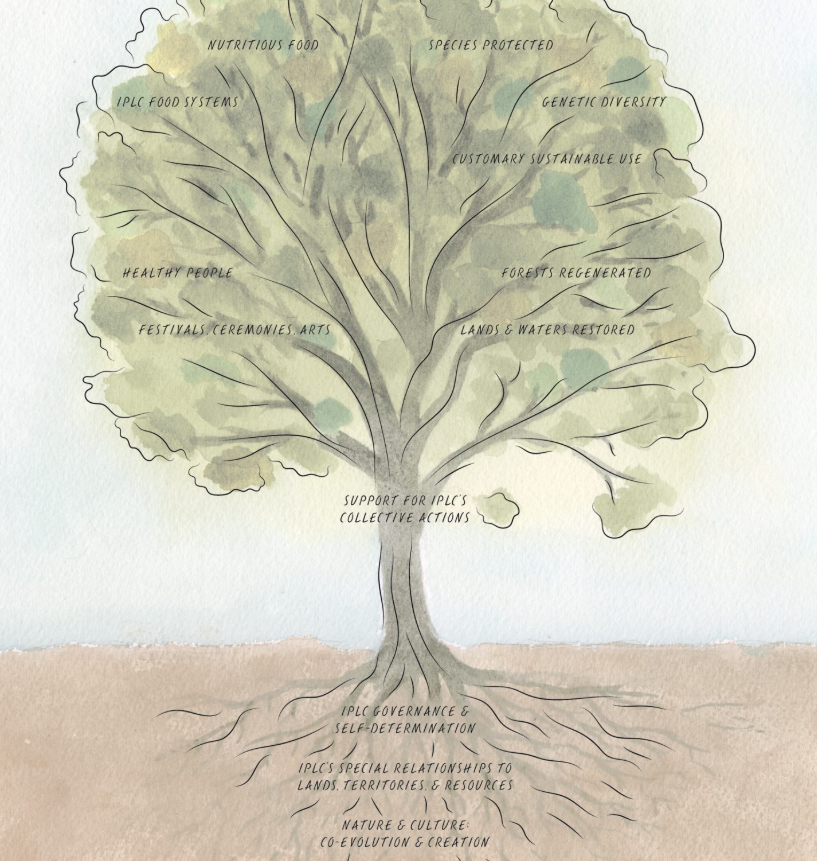 NUTRITIOUS FOOD
SPECIES PROTECTED
IPLC FOOD SYSTEMS
GENETIC DIVERSITY
CUSTOMARY SUSTAINABLE USE
HEALTHY PEOPLE
FORESTS REGENERATED
FESTIVALS, CEREMONIES, ARTS
LANDS & WATERS RESTORED
SUPPORT FOR IPLC'S
COLLECTIVE ACTIONS
IPLC GOVERNANCE &
SELF-DETERMINATION
IPLC'S SPECIAL RELATIONSHIPS TO
LANDS, TERRITORIES, & RESOURCES
NATURE & CULTURE:
CO-EVOLUTION & CREATION